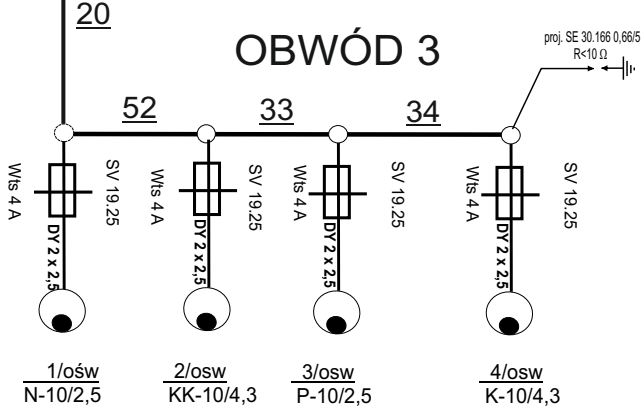 20
OBWÓD 3
proj. SE 30.166 0,66/5
R<10 Ω
52
33
34
Wts 4 A
SV 19.25
DY 2 x 2,5
Wts 4 A
SV 19.25
DY 2 x 2,5
Wts 4 A
SV 19.25
DY 2 x 2,5
Wts 4 A
SV 19.25
DY 2 x 2,5
1/ośw
N-10/2,5
2/osw
KK-10/4,3
3/osw
P-10/2,5
4/osw
K-10/4,3